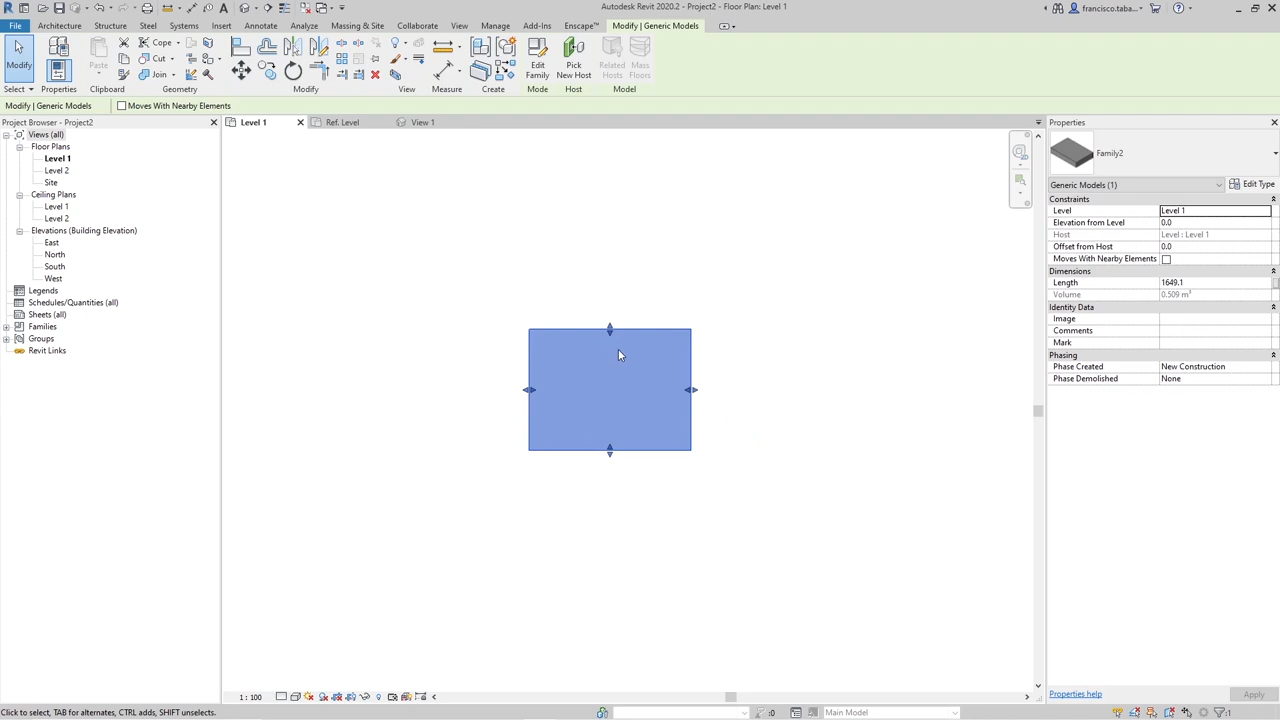 Autodesk Revit 2020.2 - Project2 - Floor Plan: Level 1
francisco.taba...
File Architecture Structure Steel Systems Insert Annotate Analyze Massing & Site Collaborate View Manage Add-Ins Enscape™ Modify | Generic Models
Modify
Paste
Cope
Cut
Join
Edit Family
Pick New Host
Related Hosts
Mass Floors
Select Properties Clipboard Geometry Modify View Measure Create Mode Host Model
Modify | Generic Models Moves With Nearby Elements
Project Browser - Project2
Level 1 Ref. Level View 1
Views (all)
Floor Plans
Level 1
Level 2
Site
Ceiling Plans
Level 1
Level 2
Elevations (Building Elevation)
East
North
South
West
Legends
Schedules/Quantities (all)
Sheets (all)
Families
Groups
Revit Links
Properties
Family2
Generic Models (1) Edit Type
Constraints
Level Level 1
Elevation from Level 0.0
Host Level : Level 1
Offset from Host 0.0
Moves With Nearby Elements
Dimensions
Length 1649.1
Volume 0.509 m³
Identity Data
Image
Comments
Mark
Phasing
Phase Created New Construction
Phase Demolished None
Properties help Apply
1 : 100
Click to select, TAB for alternates, CTRL adds, SHIFT unselects.
:0 Main Model :1